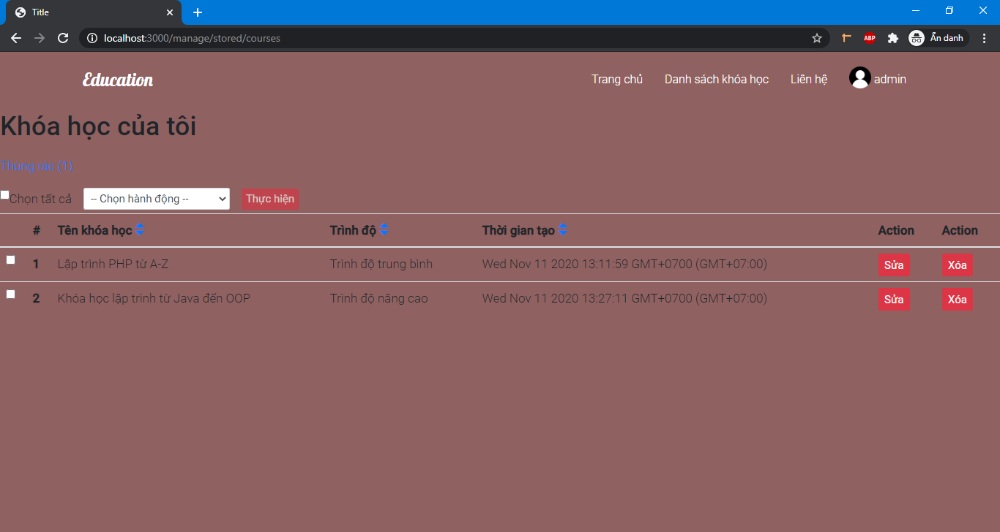 Title
localhost:3000/manage/stored/courses
ABP
Ẩn danh
Education
Trang chủ Danh sách khóa học Liên hệ admin
Khóa học của tôi
Thùng rác (1)
Chọn tất cả -- Chọn hành động -- Thực hiện
# Tên khóa học Trình độ Thời gian tạo Action Action
1 Lập trình PHP từ A-Z Trình độ trung bình Wed Nov 11 2020 13:11:59 GMT+0700 (GMT+07:00) Sửa Xóa
2 Khóa học lập trình từ Java đến OOP Trình độ nâng cao Wed Nov 11 2020 13:27:11 GMT+0700 (GMT+07:00) Sửa Xóa